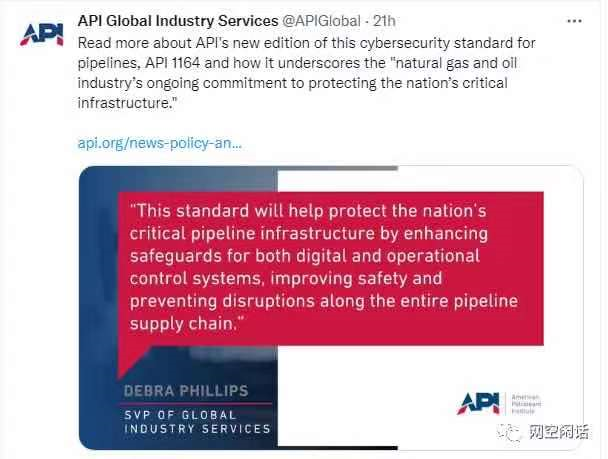 API
API Global Industry Services @APIGlobal · 21h
Read more about API's new edition of this cybersecurity standard for
pipelines, API 1164 and how it underscores the "natural gas and oil
industry's ongoing commitment to protecting the nation's critical
infrastructure."
api.org/news-policy-an...
"This standard will help protect the nation's
critical pipeline infrastructure by enhancing
safeguards for both digital and operational
control systems, improving safety and
preventing disruptions along the entire pipeline
supply chain."
DEBRA PHILLIPS
SVP OF GLOBAL
INDUSTRY SERVICES
API
American
Petroleum
Institute
网空闲话